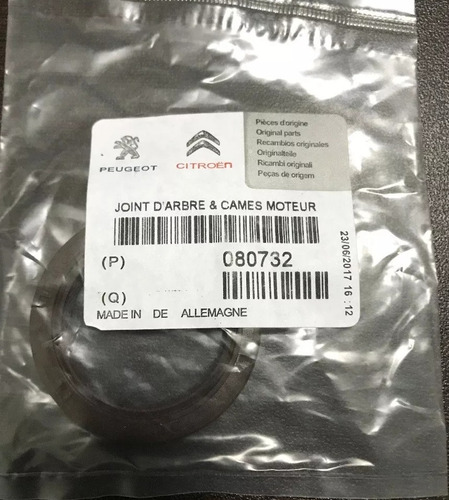 PEUGEOT
CITROËN
Pièces d'origine
Original parts
Recambios originales
Originalteile
Ricambi originali
Peças de origem
JOINT D'ARBRE & CAMES MOTEUR
(P) 080732
(Q)
MADE IN DE ALLEMAGNE
23/06/2017 16:12